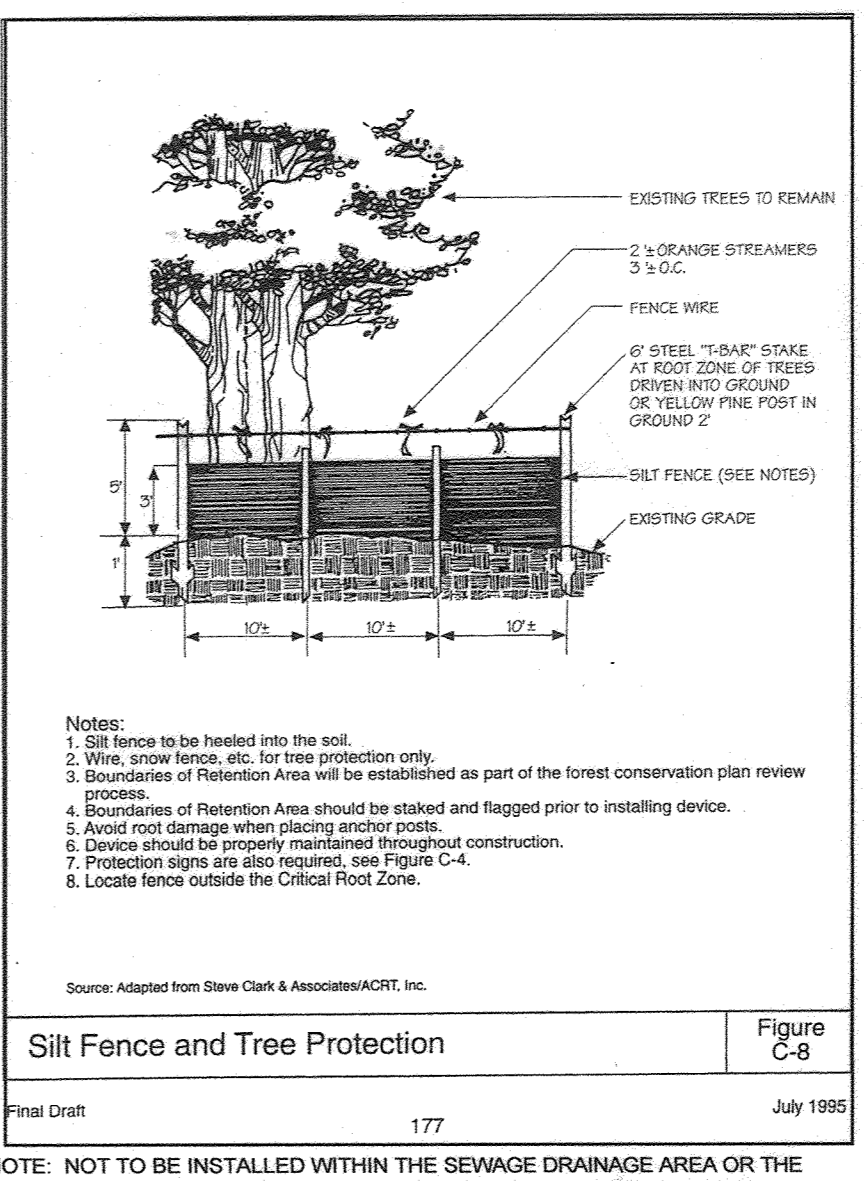 EXISTING TREES TO REMAIN
2 '± ORANGE STREAMERS
3 '± O.C.
FENCE WIRE
6' STEEL "T-BAR" STAKE
AT ROOT ZONE OF TREES
DRIVEN INTO GROUND
OR YELLOW PINE POST IN
GROUND 2'
5'
3'
SILT FENCE (SEE NOTES)
EXISTING GRADE
1'
10'± 10'± 10'±
Notes:
1. Silt fence to be heeled into the soil.
2. Wire, snow fence, etc. for tree protection only.
3. Boundaries of Retention Area will be established as part of the forest conservation plan review
process.
4. Boundaries of Retention Area should be staked and flagged prior to installing device.
5. Avoid root damage when placing anchor posts.
6. Device should be properly maintained throughout construction.
7. Protection signs are also required, see Figure C-4.
8. Locate fence outside the Critical Root Zone.
Source: Adapted from Steve Clark & Associates/ACRT, Inc.
Silt Fence and Tree Protection
Figure
C-8
Final Draft
July 1995
177
OTE: NOT TO BE INSTALLED WITHIN THE SEWAGE DRAINAGE AREA OR THE